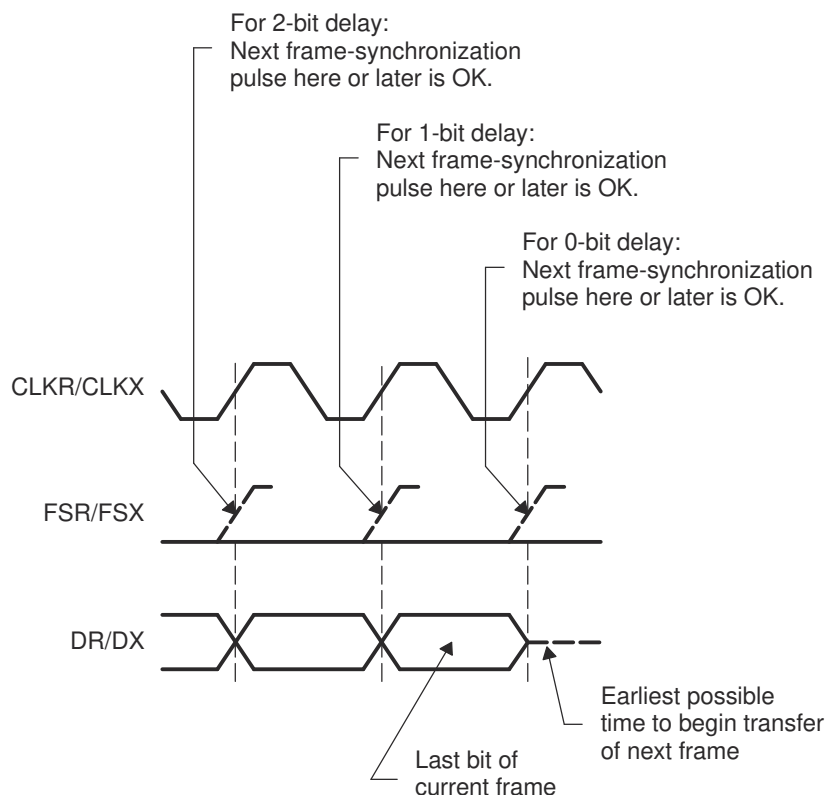 For 2-bit delay:
Next frame-synchronization
pulse here or later is OK.
For 1-bit delay:
Next frame-synchronization
pulse here or later is OK.
For 0-bit delay:
Next frame-synchronization
pulse here or later is OK.
CLKR/CLKX
FSR/FSX
DR/DX
Earliest possible
time to begin transfer
of next frame
Last bit of
current frame